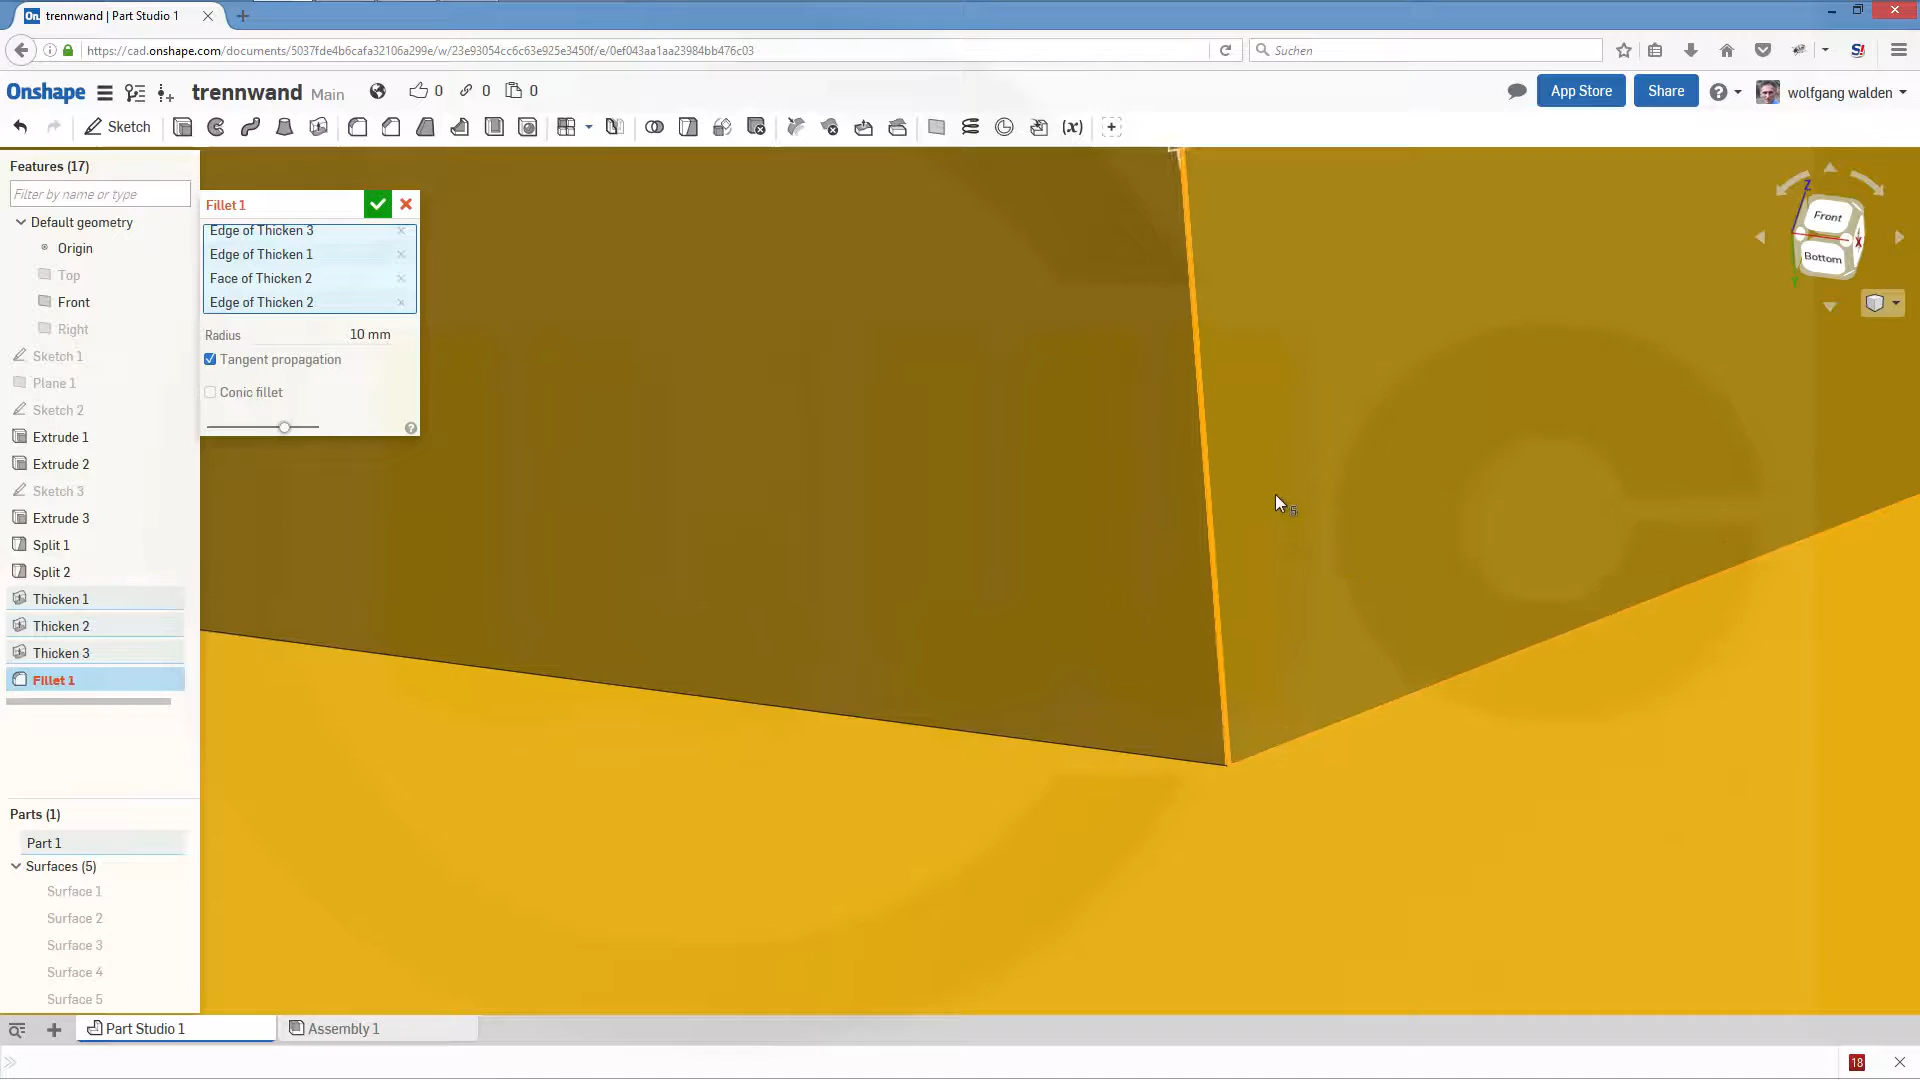 trennwand | Part Studio 1
https://cad.onshape.com/documents/5037fde4b6cafa32106a299e/w/23e93054cc6c63e925e3450f/e/0ef043aa1aa23984bb476c03
Suchen
Onshape
trennwand Main
0 0 0
App Store
Share
wolfgang walden
Sketch
(x)
Features (17)
Filter by name or type
Default geometry
Origin
Top
Front
Right
Sketch 1
Plane 1
Sketch 2
Extrude 1
Extrude 2
Sketch 3
Extrude 3
Split 1
Split 2
Thicken 1
Thicken 2
Thicken 3
Fillet 1
Parts (1)
Part 1
Surfaces (5)
Surface 1
Surface 2
Surface 3
Surface 4
Surface 5
Fillet 1
Edge of Thicken 3
Edge of Thicken 1
Face of Thicken 2
Edge of Thicken 2
Radius 10 mm
Tangent propagation
Conic fillet
5
Z
Front
X
Bottom
Y
Part Studio 1
Assembly 1
18